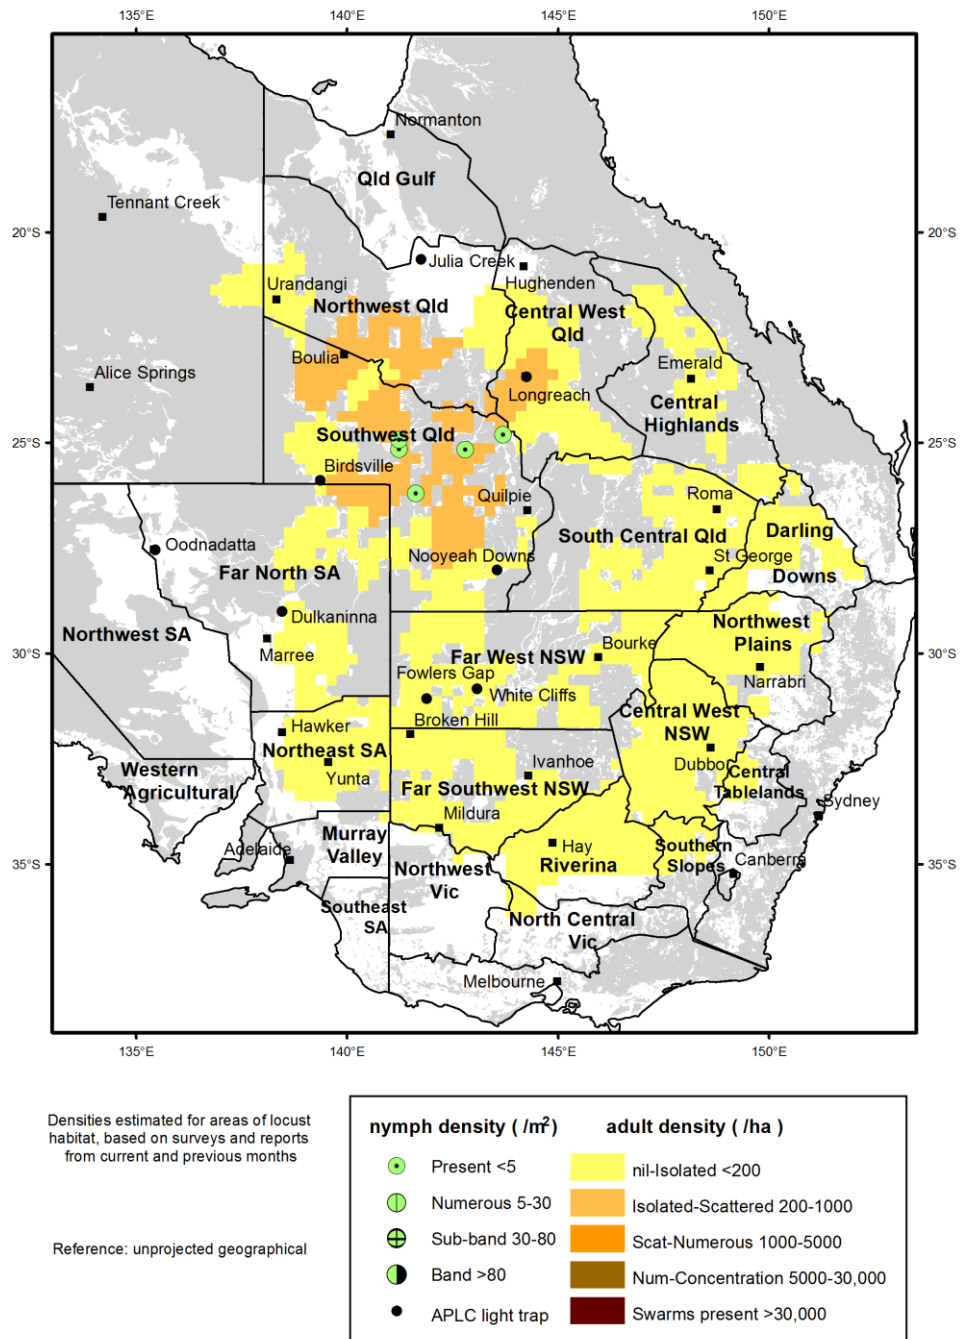 135°E 140°E 145°E 150°E
Normanton
Qld Gulf
Tennant Creek
20°S 20°S
Julia Creek
Hughenden
Urandangi
Northwest Qld
Central West
Qld
Boulia
Emerald
Alice Springs
Longreach
Central
Highlands
25°S 25°S
Southwest Qld
Birdsville
Quilpie
Roma
Darling
Downs
South Central Qld
Oodnadatta
Nooyeah Downs
St George
Far North SA
Dulkaninna
Northwest SA
Northwest
Plains
Marree
Bourke
30°S 30°S
Far West NSW
Fowlers Gap
Narrabri
White Cliffs
Broken Hill
Central West
NSW
Hawker
Northeast SA
Yunta
Ivanhoe
Dubbo
Central
Tablelands
Western
Agricultural
Far Southwest NSW
Sydney
Mildura
Murray
Valley
Adelaide
Hay
Riverina
Southern
Slopes
Canberra
35°S 35°S
Northwest
Vic
Southeast
SA
North Central
Vic
Melbourne
135°E 140°E 145°E 150°E
Densities estimated for areas of locust
habitat, based on surveys and reports
from current and previous months
Reference: unprojected geographical
nymph density ( /m²) adult density ( /ha )
Present <5 nil-Isolated <200
Numerous 5-30 Isolated-Scattered 200-1000
Sub-band 30-80 Scat-Numerous 1000-5000
Band >80 Num-Concentration 5000-30,000
APLC light trap Swarms present >30,000